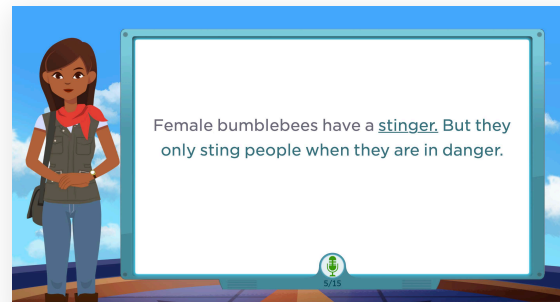 Female bumblebees have a stinger. But they
only sting people when they are in danger.
5/15